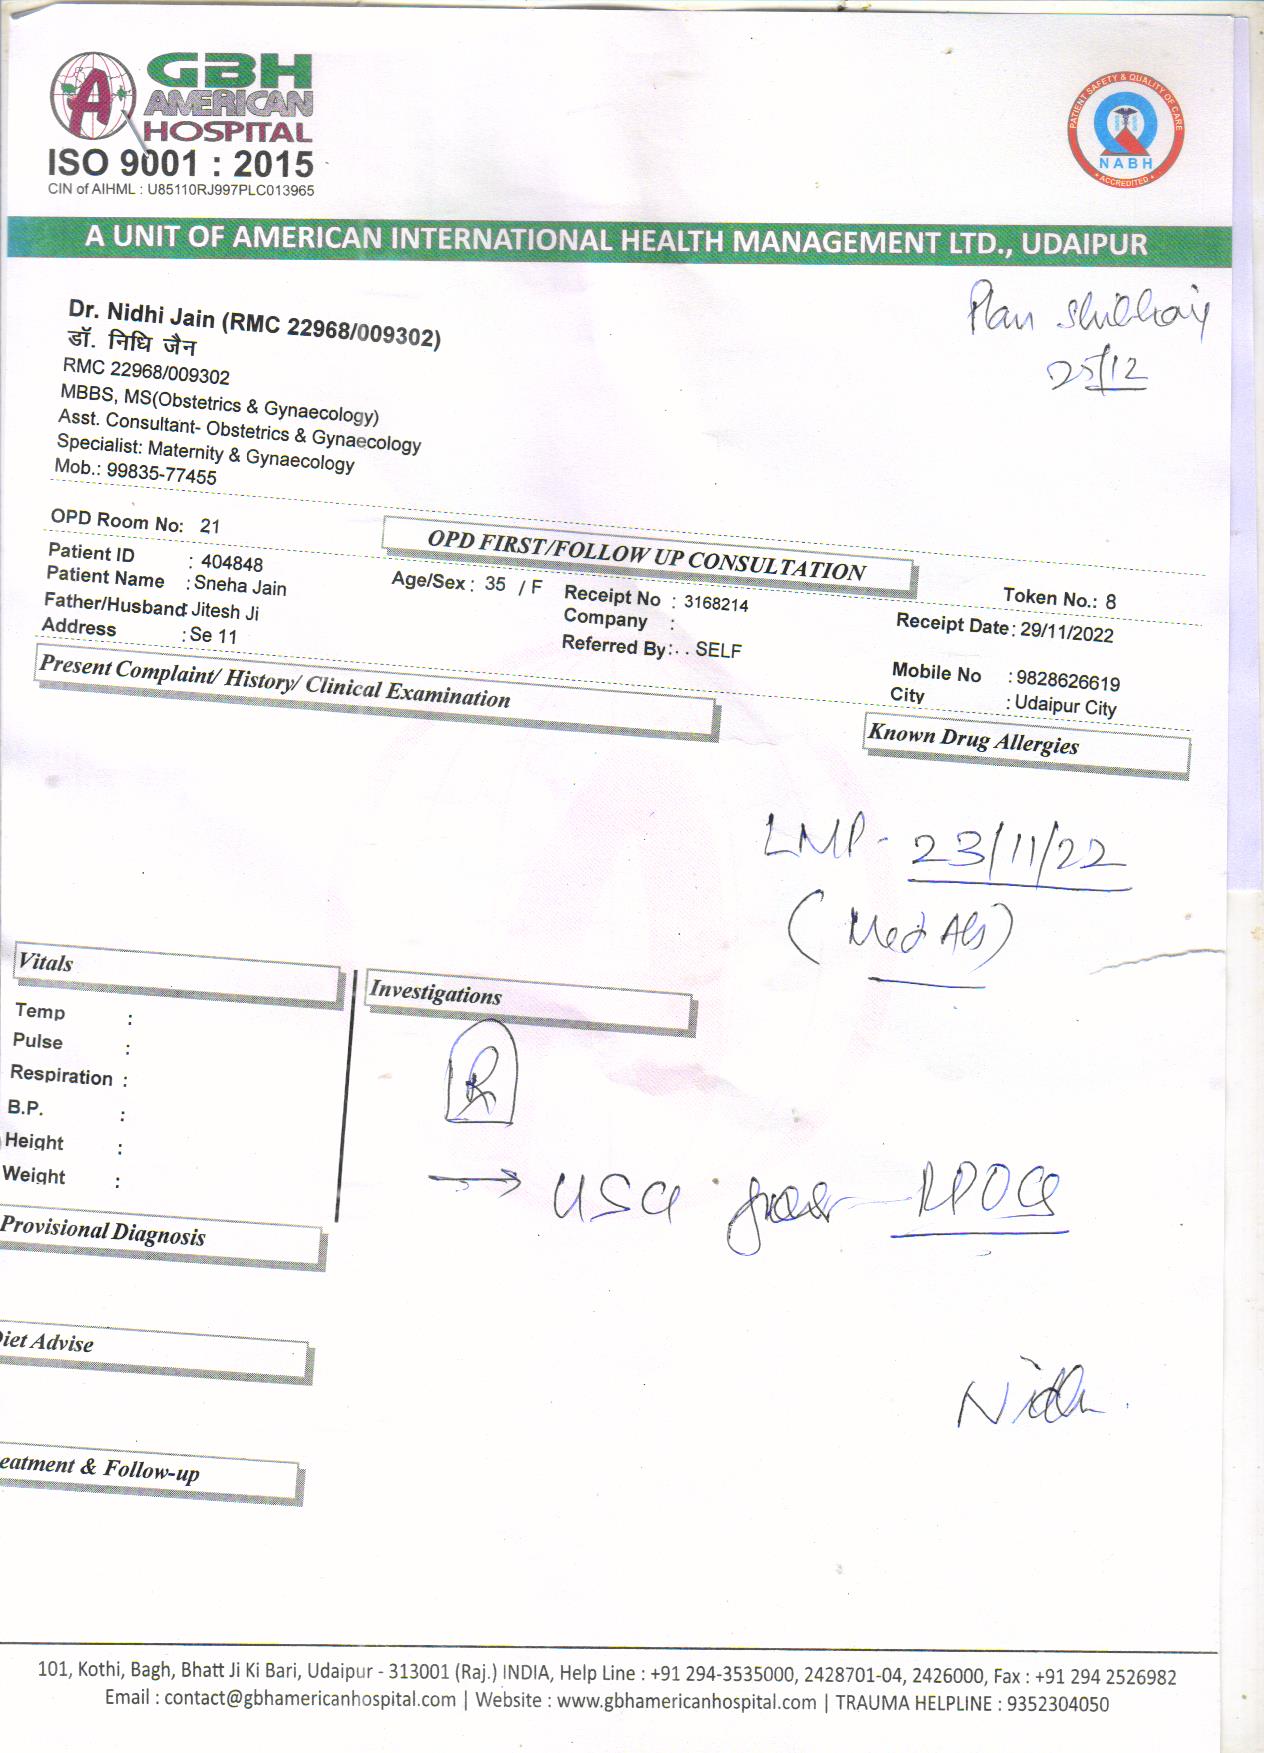 GBH
AMERICAN
HOSPITAL
ISO 9001 : 2015
CIN of AIHML : U85110RJ997PLC013965
PATIENT SAFETY & QUALITY OF CARE
NABH
ACCREDITED
A UNIT OF AMERICAN INTERNATIONAL HEALTH MANAGEMENT LTD., UDAIPUR
Plan
25/12
Dr. Nidhi Jain (RMC 22968/009302)
डॉ. निधि जैन
RMC 22968/009302
MBBS, MS(Obstetrics & Gynaecology)
Asst. Consultant- Obstetrics & Gynaecology
Specialist: Maternity & Gynaecology
Mob.: 99835-77455
OPD Room No: 21
OPD FIRST/FOLLOW UP CONSULTATION
Token No.: 8
Patient ID : 404848
Patient Name : Sneha Jain
Age/Sex : 35 / F
Receipt No : 3168214
Receipt Date : 29/11/2022
Father/Husband : Jitesh Ji
Company :
Address : Se 11
Referred By: . . SELF
Mobile No : 9828626619
City : Udaipur City
Present Complaint/ History/ Clinical Examination
Known Drug Allergies
LMP - 23/11/22
(Med Abs)
Vitals
Investigations
Temp :
Pulse :
Respiration :
B.P. :
Height :
Weight :
R
→ USG RPOCs
Provisional Diagnosis
iet Advise
Nidhi
eatment & Follow-up
101, Kothi, Bagh, Bhatt Ji Ki Bari, Udaipur - 313001 (Raj.) INDIA, Help Line : +91 294-3535000, 2428701-04, 2426000, Fax : +91 294 2526982
Email : contact@gbhamericanhospital.com | Website : www.gbhamericanhospital.com | TRAUMA HELPLINE : 9352304050